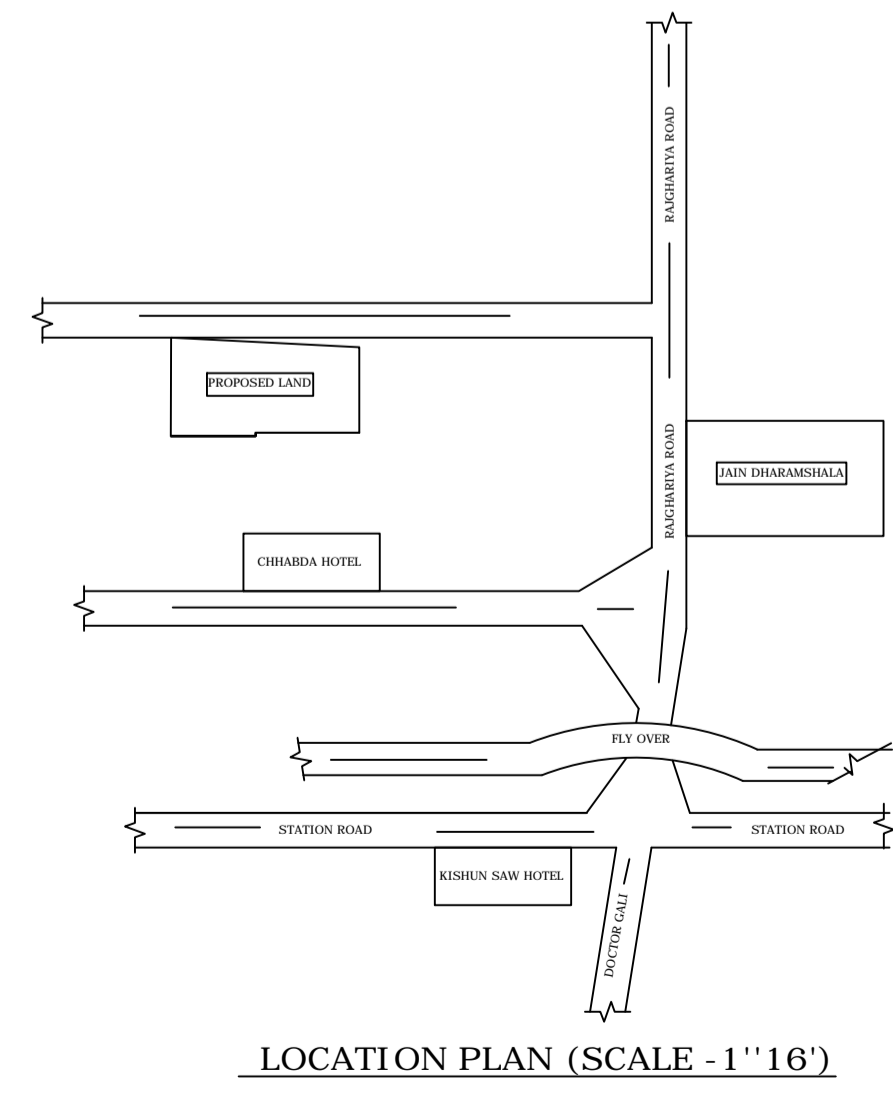 RAJGHARIYA ROAD
PROPOSED LAND
RAJGHARIYA ROAD
JAIN DHARAMSHALA
CHHABDA HOTEL
FLY OVER
STATION ROAD
STATION ROAD
KISHUN SAW HOTEL
DOCTOR GALI
LOCATION PLAN (SCALE -1''16')